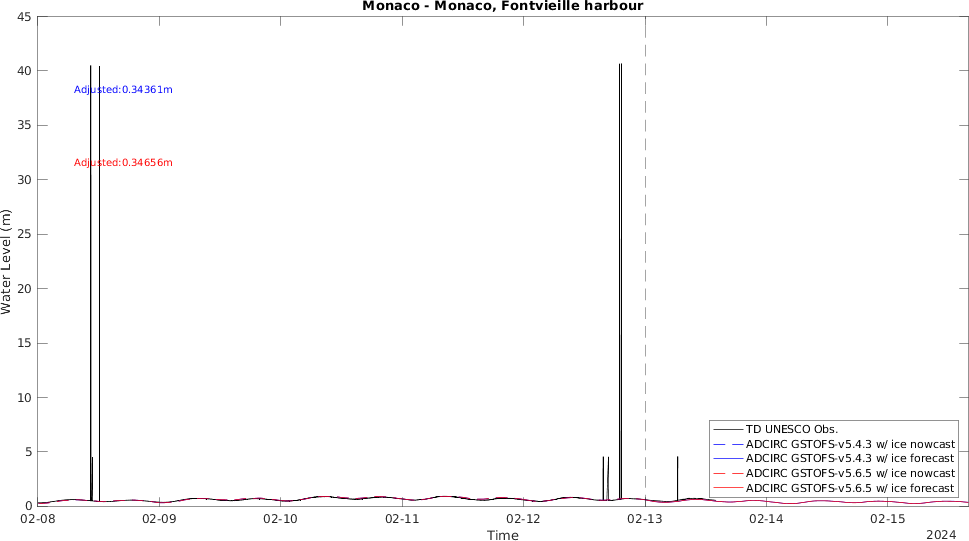 Monaco - Monaco, Fontvieille harbour
45
40
35
30
25
20
15
10
5
0
Water Level (m)
Adjusted:0.34361m
Adjusted:0.34656m
TD UNESCO Obs.
ADCIRC GSTOFS-v5.4.3 w/ ice nowcast
ADCIRC GSTOFS-v5.4.3 w/ ice forecast
ADCIRC GSTOFS-v5.6.5 w/ ice nowcast
ADCIRC GSTOFS-v5.6.5 w/ ice forecast
02-08 02-09 02-10 02-11 02-12 02-13 02-14 02-15
Time
2024